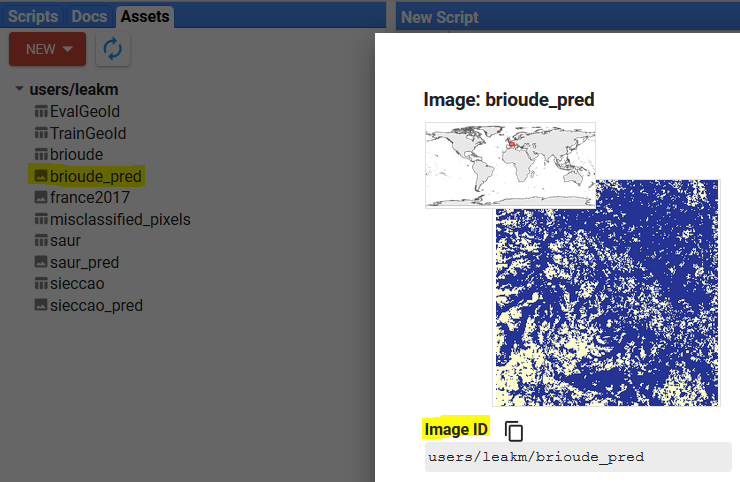 Scripts Docs Assets
New Script
NEW
users/leakm
EvalGeoId
TrainGeoId
brioude
brioude_pred
france2017
misclassified_pixels
saur
saur_pred
sieccao
sieccao_pred
Image: brioude_pred
Image ID
users/leakm/brioude_pred